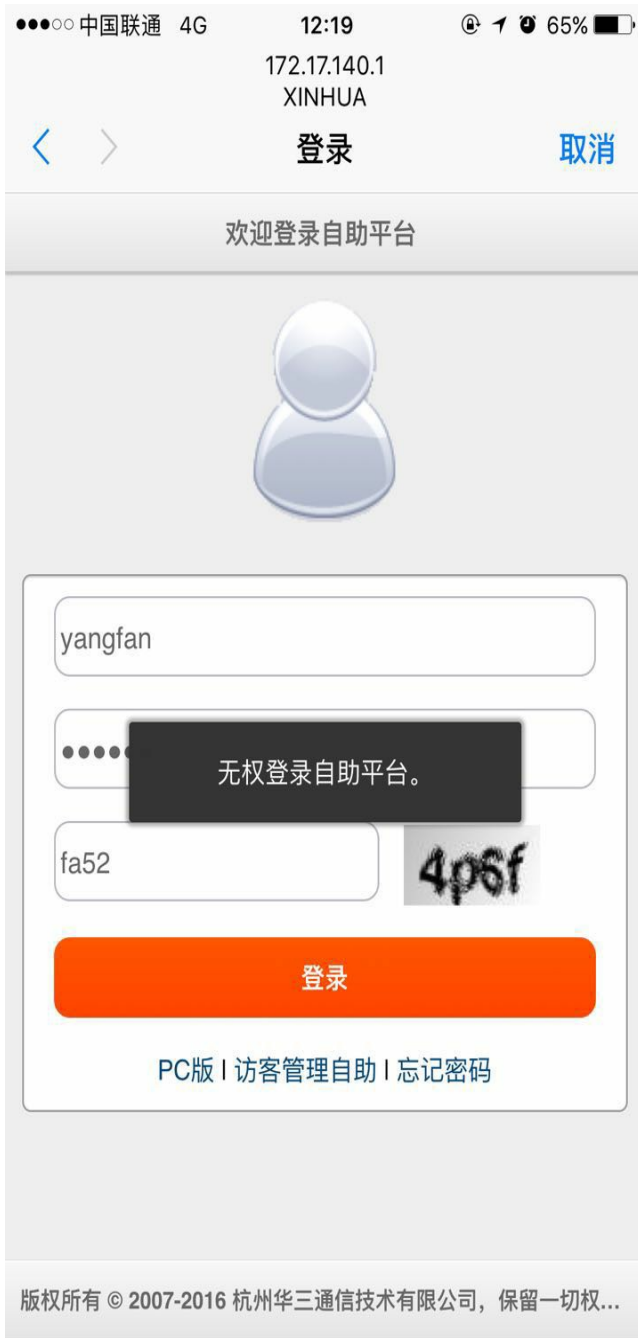 中国联通 4G 12:19 65%
172.17.140.1
XINHUA
登录 取消
欢迎登录自助平台
yangfan
无权登录自助平台。
fa52 4p6f
登录
PC版 | 访客管理自助 | 忘记密码
版权所有 © 2007-2016 杭州华三通信技术有限公司，保留一切权...